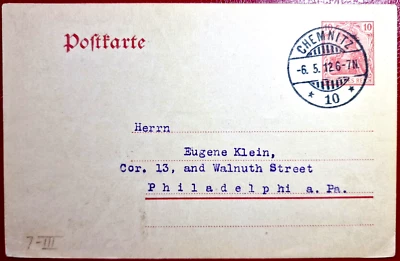 Postkarte
10
CHEMNITZ
-6. 5. 12 6-7N.
* 10 *
Herrn
Eugene Klein,
Cor. 13, and Walnuth Street
Philadelphi a. Pa.
7-III